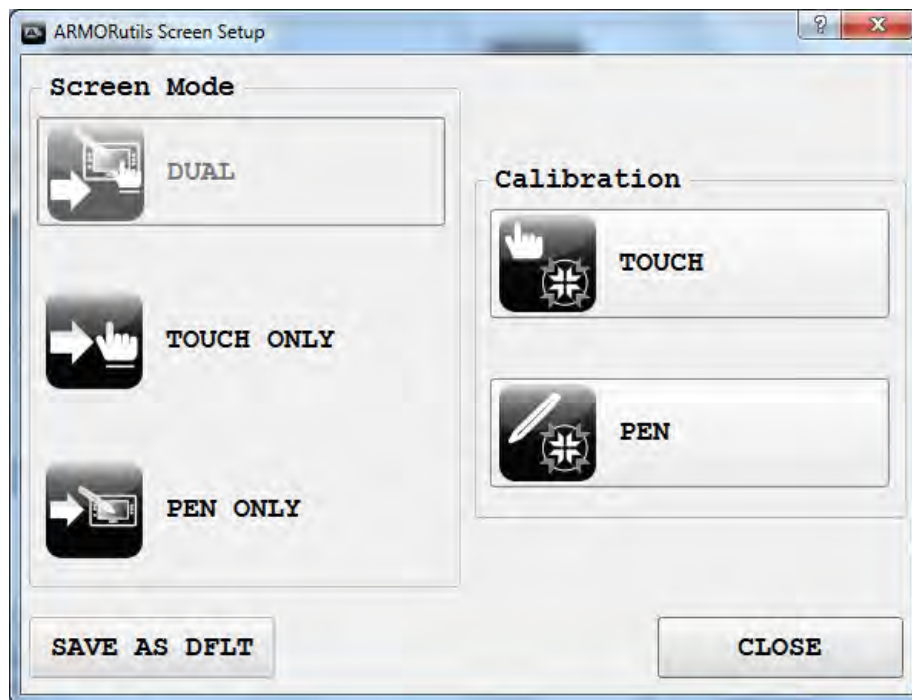 ARMORutils Screen Setup
?
X
Screen Mode
DUAL
TOUCH ONLY
PEN ONLY
Calibration
TOUCH
PEN
SAVE AS DFLT
CLOSE